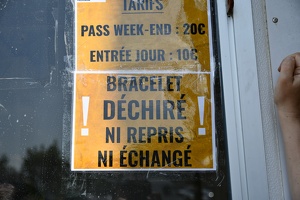 TARIFS
PASS WEEK-END : 20€
ENTRÉE JOUR : 10€
BRACELET
! DÉCHIRÉ !
NI REPRIS
NI ÉCHANGÉ